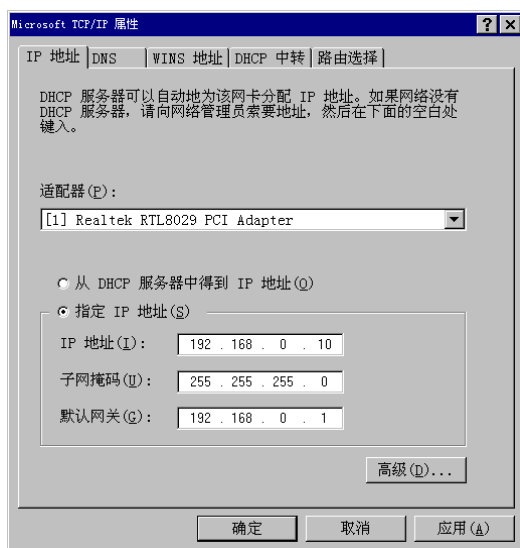 Microsoft TCP/IP 属性
IP 地址 DNS WINS 地址 DHCP 中转 路由选择
DHCP 服务器可以自动地为该网卡分配 IP 地址。如果网络没有
DHCP 服务器，请向网络管理员索要地址，然后在下面的空白处
键入。
适配器(P)：
[1] Realtek RTL8029 PCI Adapter
从 DHCP 服务器中得到 IP 地址(O)
指定 IP 地址(S)
IP 地址(I)： 192 . 168 . 0 . 10
子网掩码(U)： 255 . 255 . 255 . 0
默认网关(G)： 192 . 168 . 0 . 1
高级(D)...
确定 取消 应用(A)